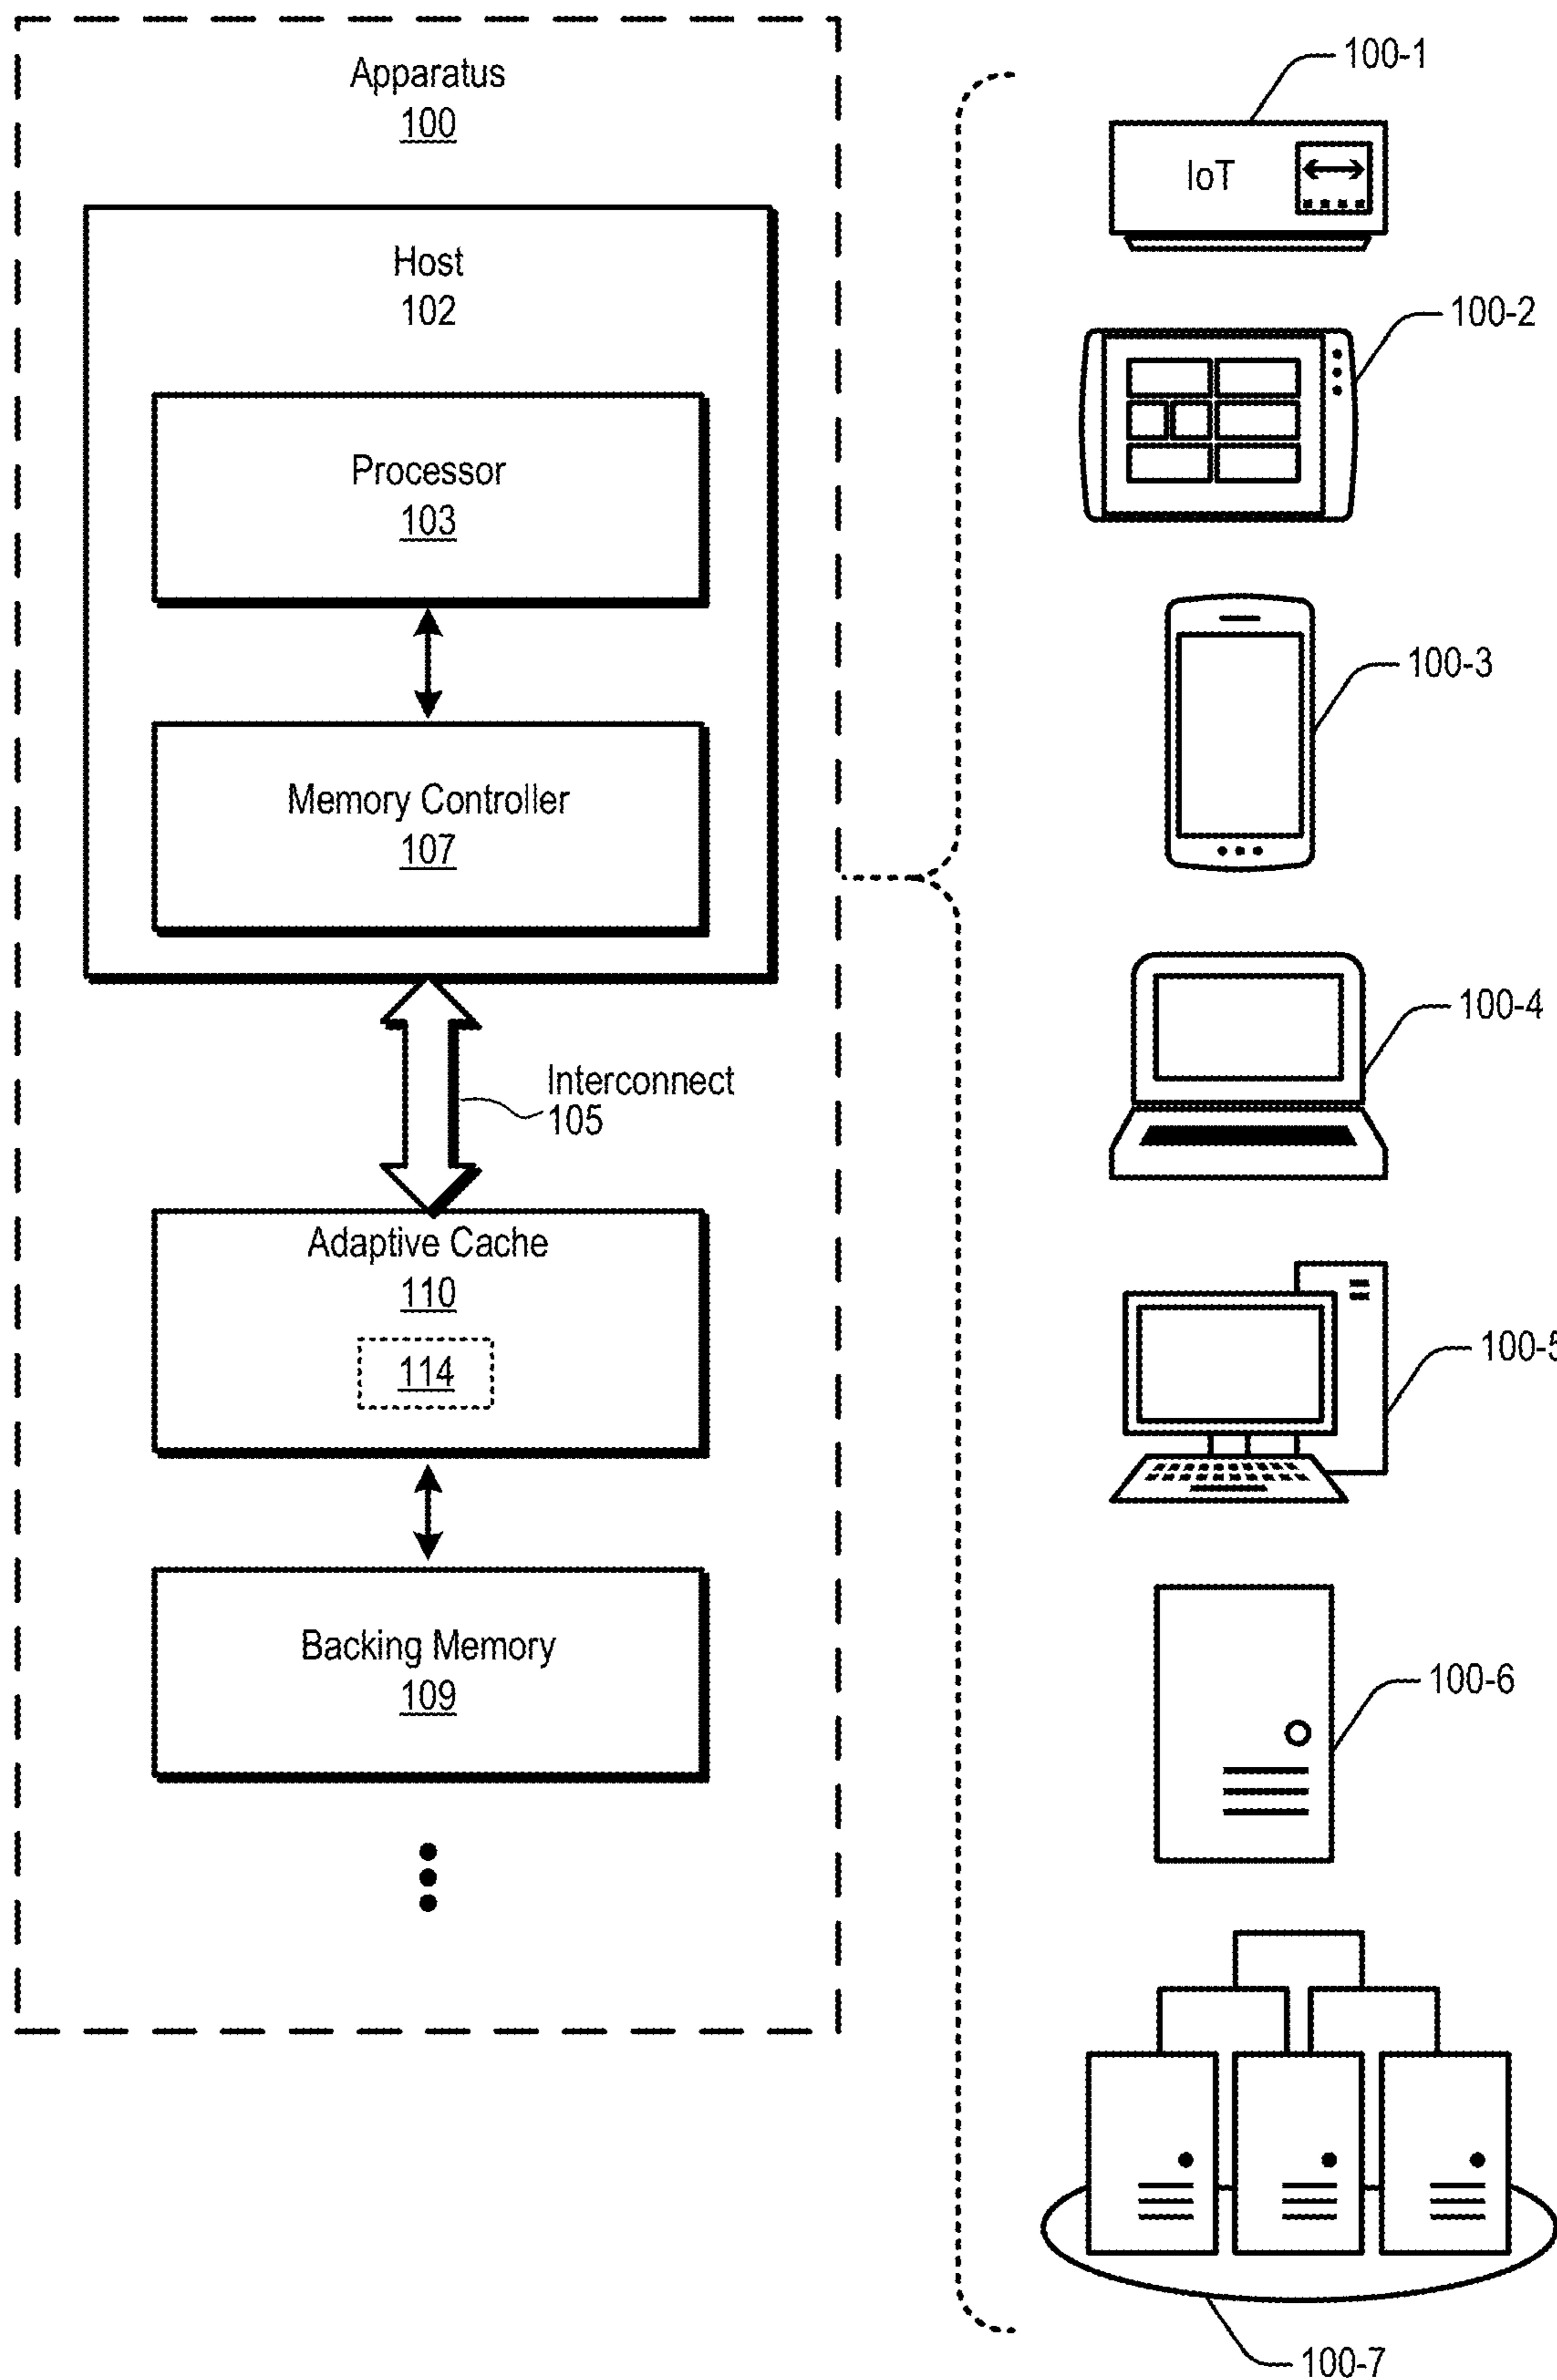 Apparatus
100
Host
102
Processor
103
Memory Controller
107
Interconnect
105
Adaptive Cache
110
114
Backing Memory
109
100-1
IoT
100-2
100-3
100-4
100-5
100-6
100-7